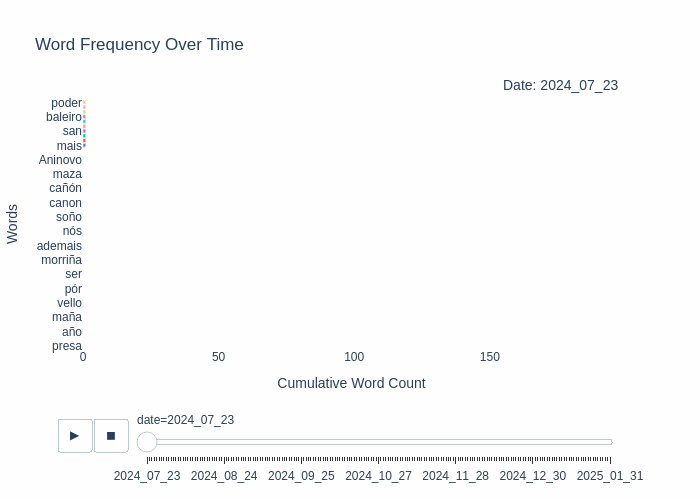 Word Frequency Over Time
Date: 2024_07_23
poder
baleiro
san
mais
Aninovo
maza
cañón
canon
soño
nós
ademais
morriña
ser
pór
vello
maña
año
presa
Words
0 50 100 150
Cumulative Word Count
date=2024_07_23
2024_07_23 2024_08_24 2024_09_25 2024_10_27 2024_11_28 2024_12_30 2025_01_31